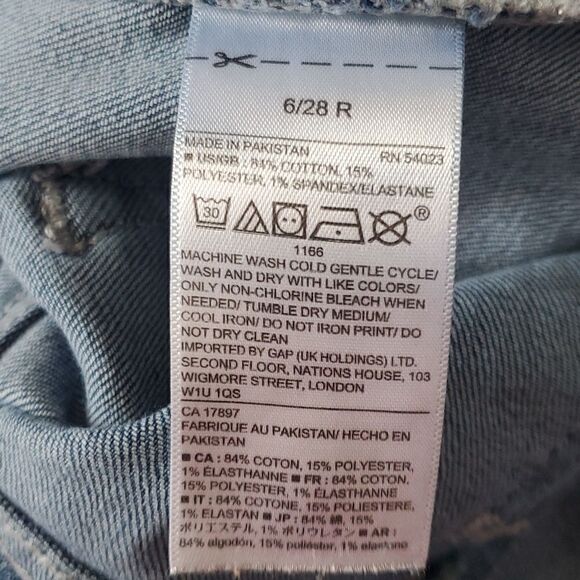 6/28 R
MADE IN PAKISTAN RN 54023
■ US/GB : 84% COTTON, 15%
POLYESTER, 1% SPANDEX/ELASTANE
30
®
1166
MACHINE WASH COLD GENTLE CYCLE/
WASH AND DRY WITH LIKE COLORS/
ONLY NON-CHLORINE BLEACH WHEN
NEEDED/ TUMBLE DRY MEDIUM/
COOL IRON/ DO NOT IRON PRINT/ DO
NOT DRY CLEAN
IMPORTED BY GAP (UK HOLDINGS) LTD.
SECOND FLOOR, NATIONS HOUSE, 103
WIGMORE STREET, LONDON
W1U 1QS
CA 17897
FABRIQUE AU PAKISTAN/ HECHO EN
PAKISTAN
■ CA : 84% COTON, 15% POLYESTER,
1% ÉLASTHANNE ■ FR : 84% COTON,
15% POLYESTER, 1% ÉLASTHANNE
■ IT : 84% COTONE, 15% POLIESTERE,
1% ELASTAN ■ JP : 84% 綿, 15%
ポリエステル, 1% ポリウレタン ■ AR :
84% algodón, 15% poliéster, 1% elastano